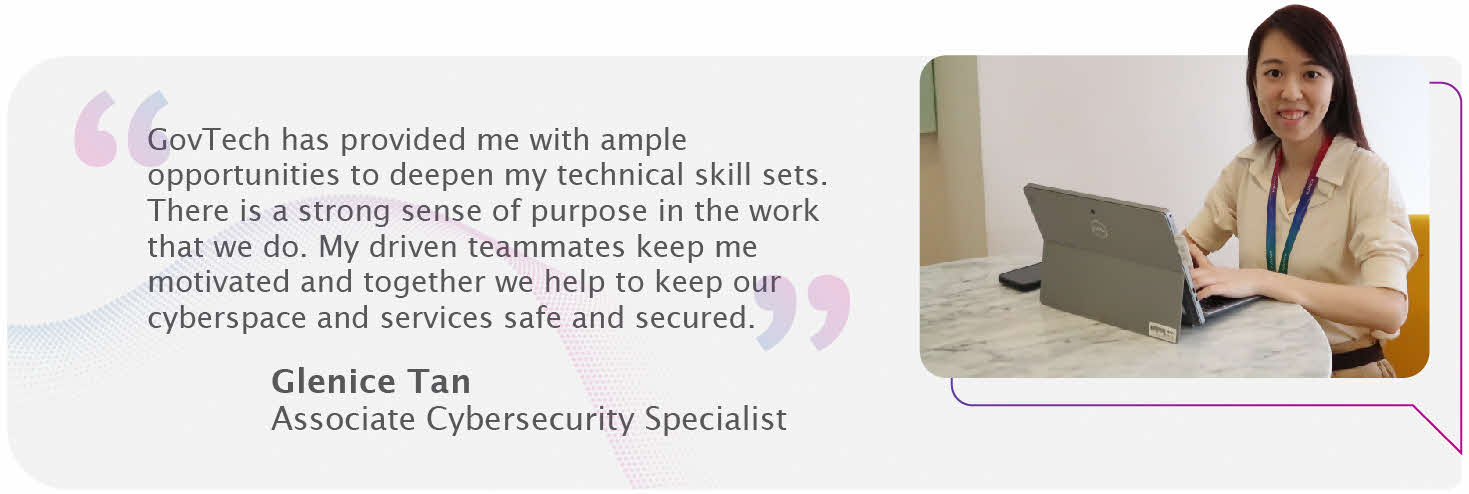 GovTech has provided me with ample
opportunities to deepen my technical skill sets.
There is a strong sense of purpose in the work
that we do. My driven teammates keep me
motivated and together we help to keep our
cyberspace and services safe and secured.
Glenice Tan
Associate Cybersecurity Specialist
DELL